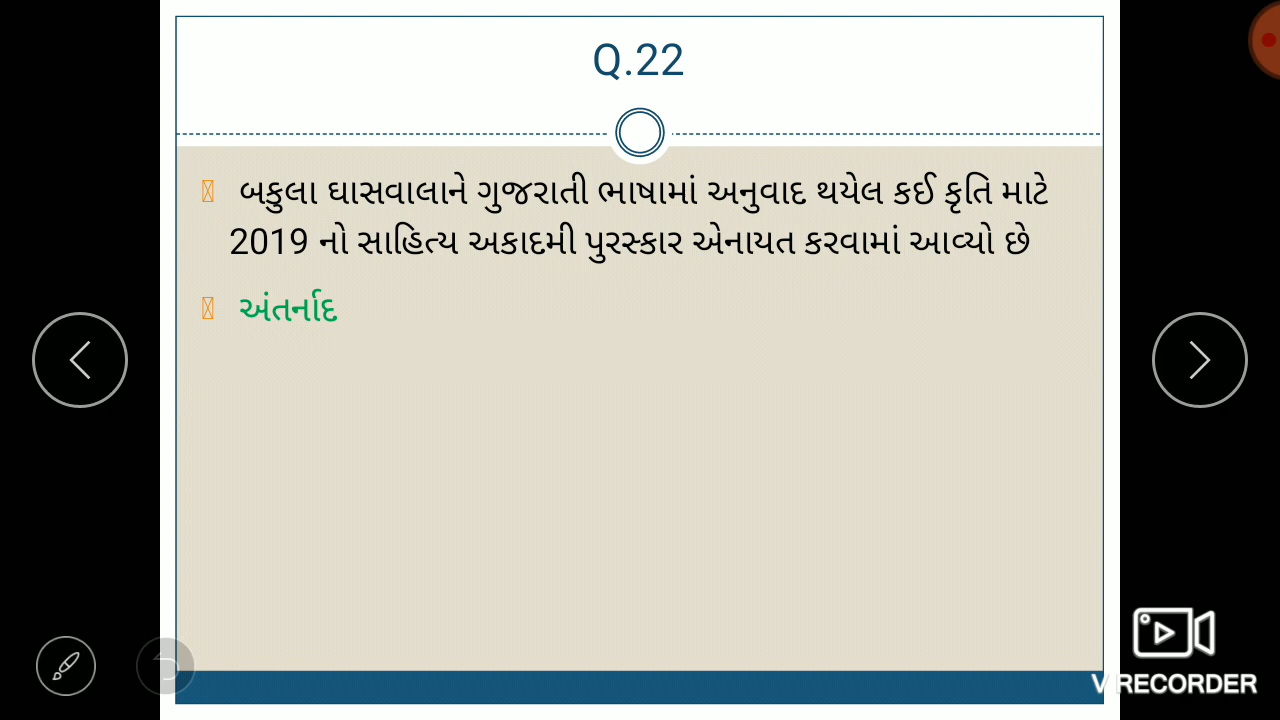 Q.22
બકુલા ઘાસવાલાને ગુજરાતી ભાષામાં અનુવાદ થયેલ કઈ કૃતિ માટે
2019 નો સાહિત્ય અકાદમી પુરસ્કાર એનાયત કરવામાં આવ્યો છે
અંતર્નાદ
V RECORDER